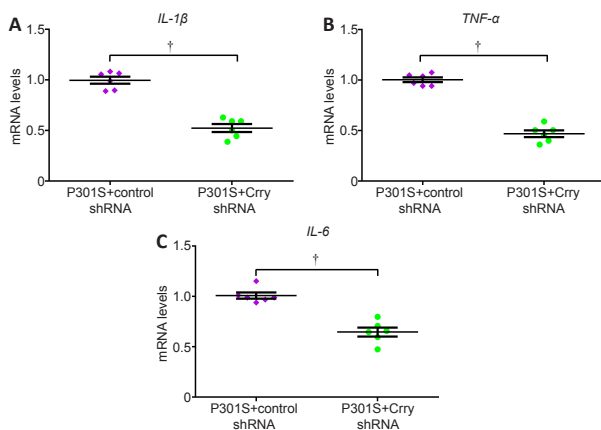 A
IL-1β
†
mRNA levels
1.5
1.0
0.5
0
P301S+control
shRNA
P301S+Crry
shRNA
B
TNF-α
†
mRNA levels
1.5
1.0
0.5
0
P301S+control
shRNA
P301S+Crry
shRNA
C
IL-6
†
mRNA levels
1.5
1.0
0.5
0
P301S+control
shRNA
P301S+Crry
shRNA